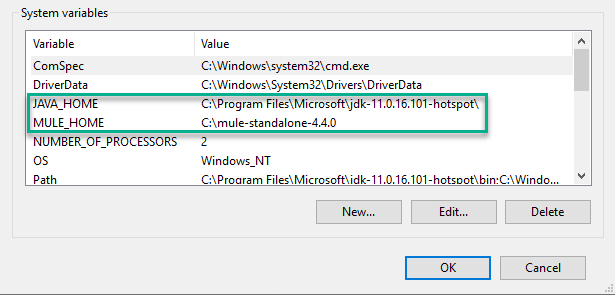 System variables
Variable Value
ComSpec C:\Windows\system32\cmd.exe
DriverData C:\Windows\System32\Drivers\DriverData
JAVA_HOME C:\Program Files\Microsoft\jdk-11.0.16.101-hotspot\
MULE_HOME C:\mule-standalone-4.4.0
NUMBER_OF_PROCESSORS 2
OS Windows_NT
Path C:\Program Files\Microsoft\jdk-11.0.16.101-hotspot\bin;C:\Windo...
New... Edit... Delete
OK Cancel